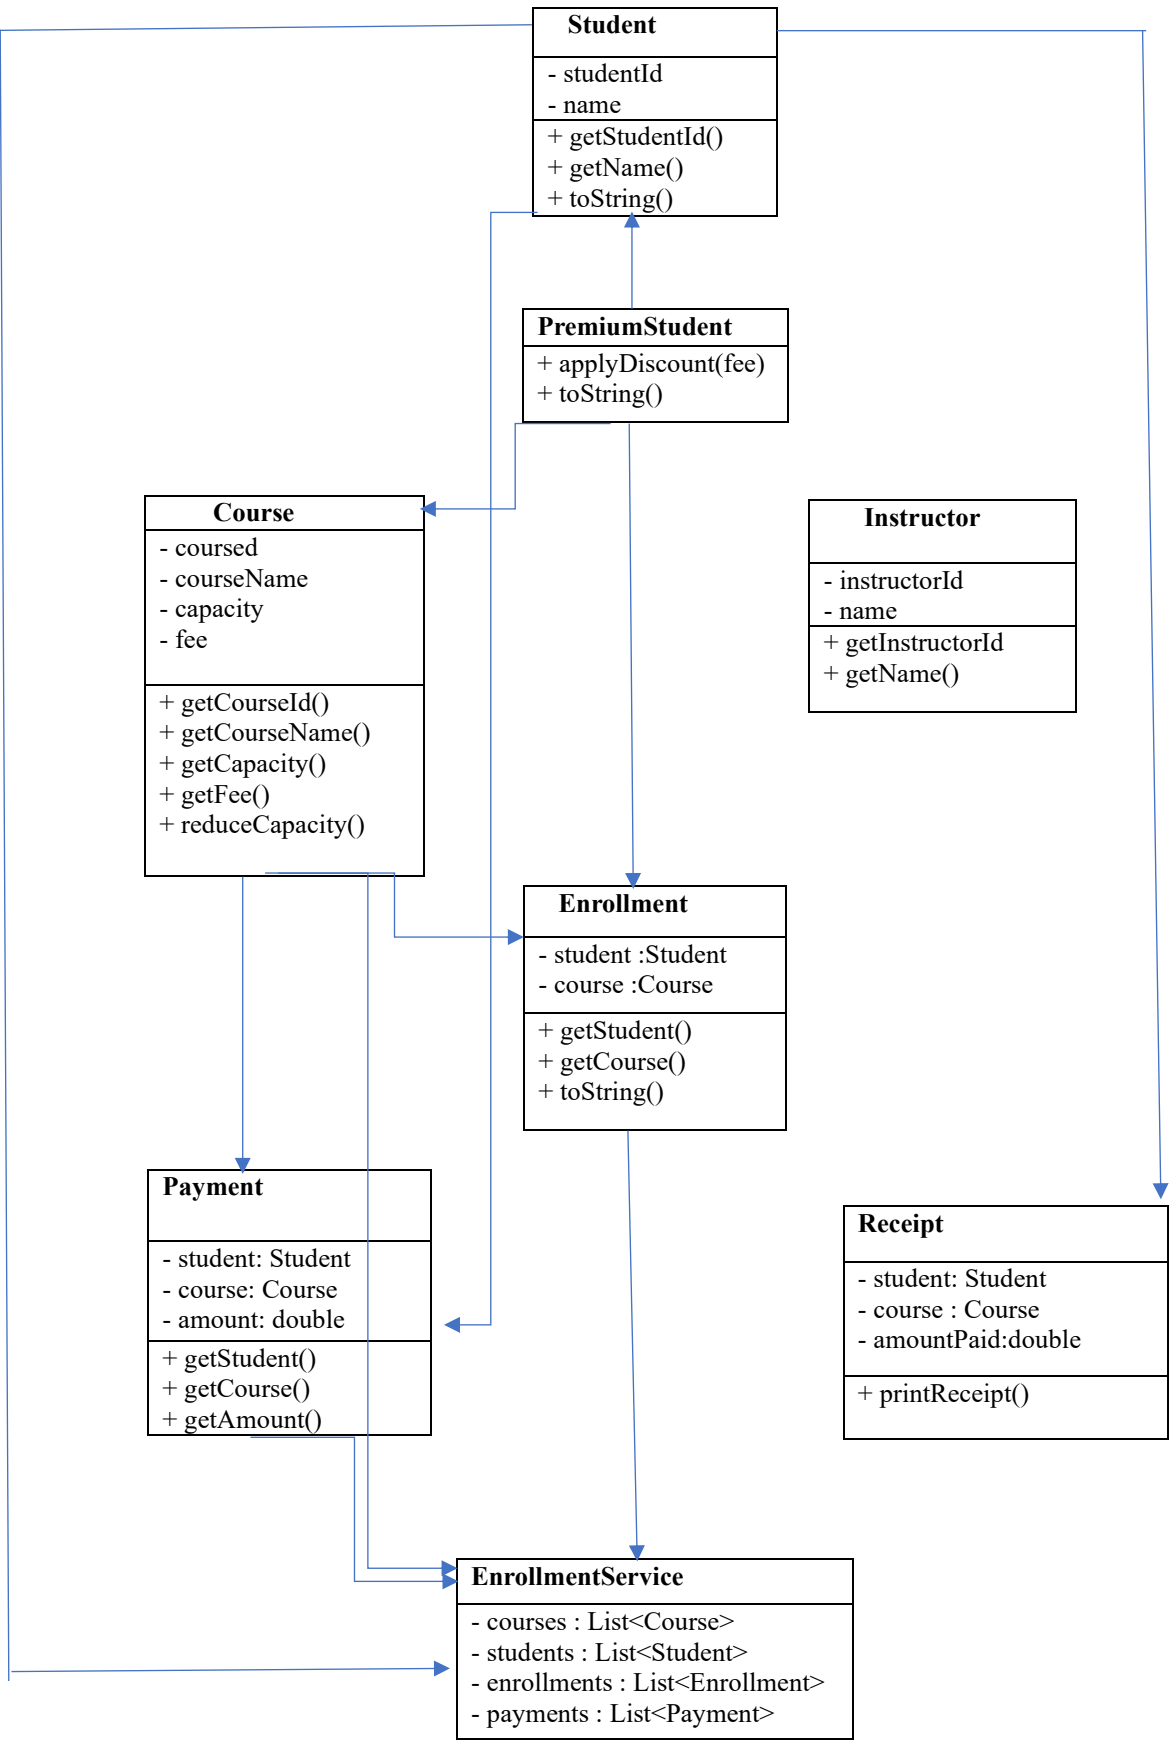 Student
- studentId
- name
+ getStudentId()
+ getName()
+ toString()
PremiumStudent
+ applyDiscount(fee)
+ toString()
Course
- coursed
- courseName
- capacity
- fee
+ getCourseId()
+ getCourseName()
+ getCapacity()
+ getFee()
+ reduceCapacity()
Instructor
- instructorId
- name
+ getInstructorId
+ getName()
Enrollment
- student :Student
- course :Course
+ getStudent()
+ getCourse()
+ toString()
Payment
- student: Student
- course: Course
- amount: double
+ getStudent()
+ getCourse()
+ getAmount()
Receipt
- student: Student
- course : Course
- amountPaid:double
+ printReceipt()
EnrollmentService
- courses : List<Course>
- students : List<Student>
- enrollments : List<Enrollment>
- payments : List<Payment>